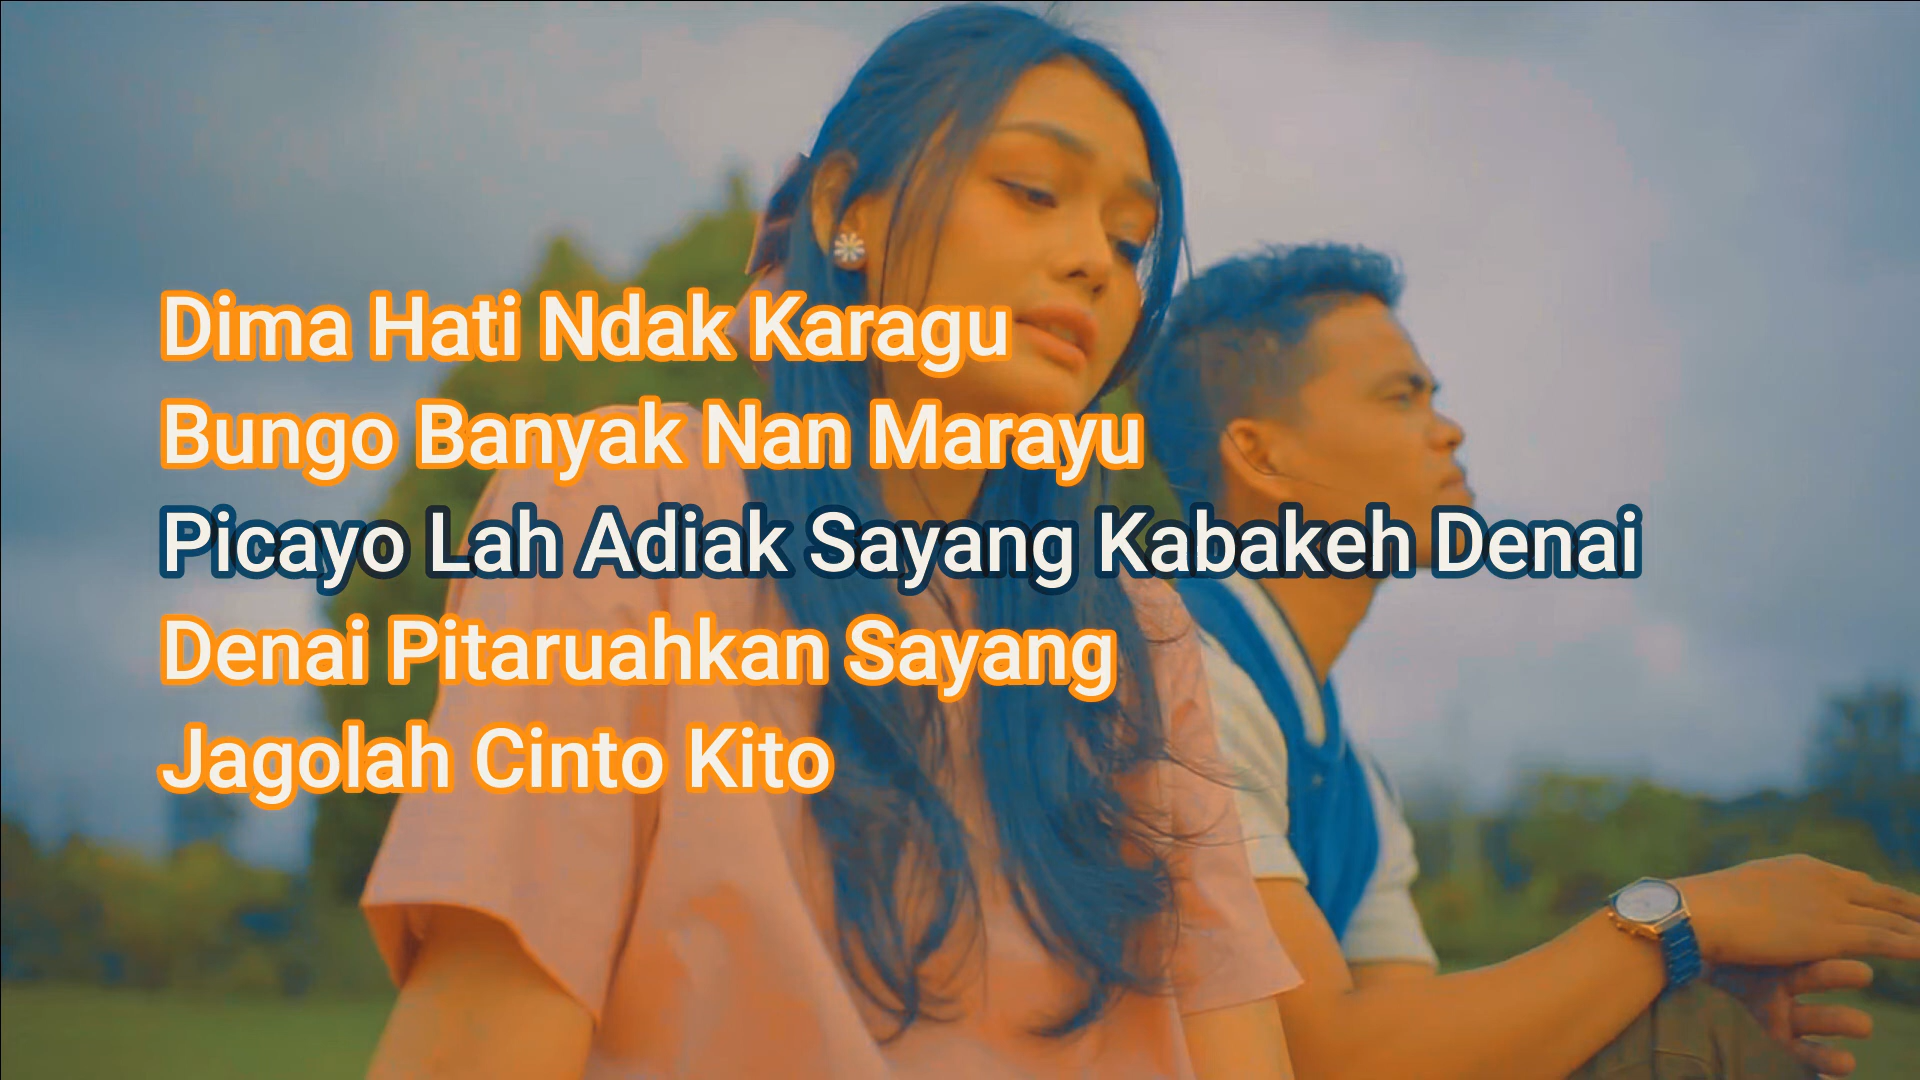 Dima Hati Ndak Karagu
Bungo Banyak Nan Marayu
Picayo Lah Adiak Sayang Kabakeh Denai
Denai Pitaruahkan Sayang
Jagolah Cinto Kito